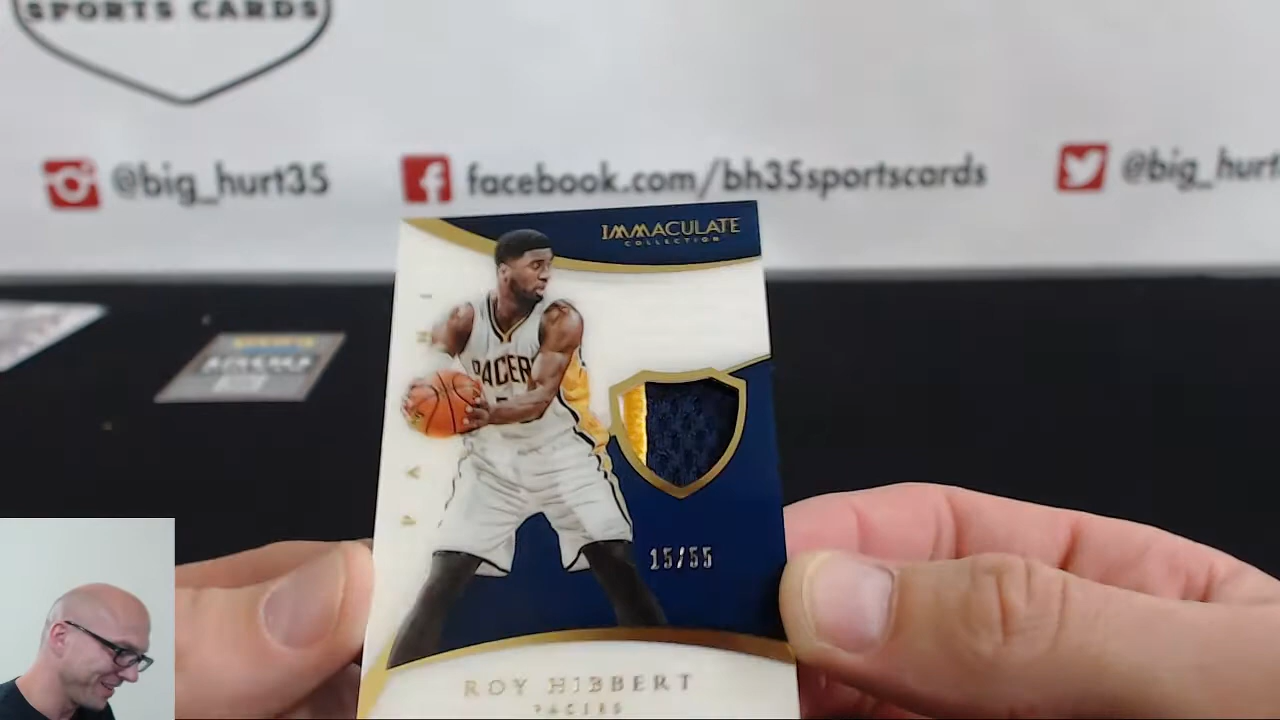 SPORTS CARDS
@big_hurt35
facebook.com/bh35sportscards
@big_hurt
IMMACULATE
COLLECTION
PACERS
15/55
ROY HIBBERT
PACERS